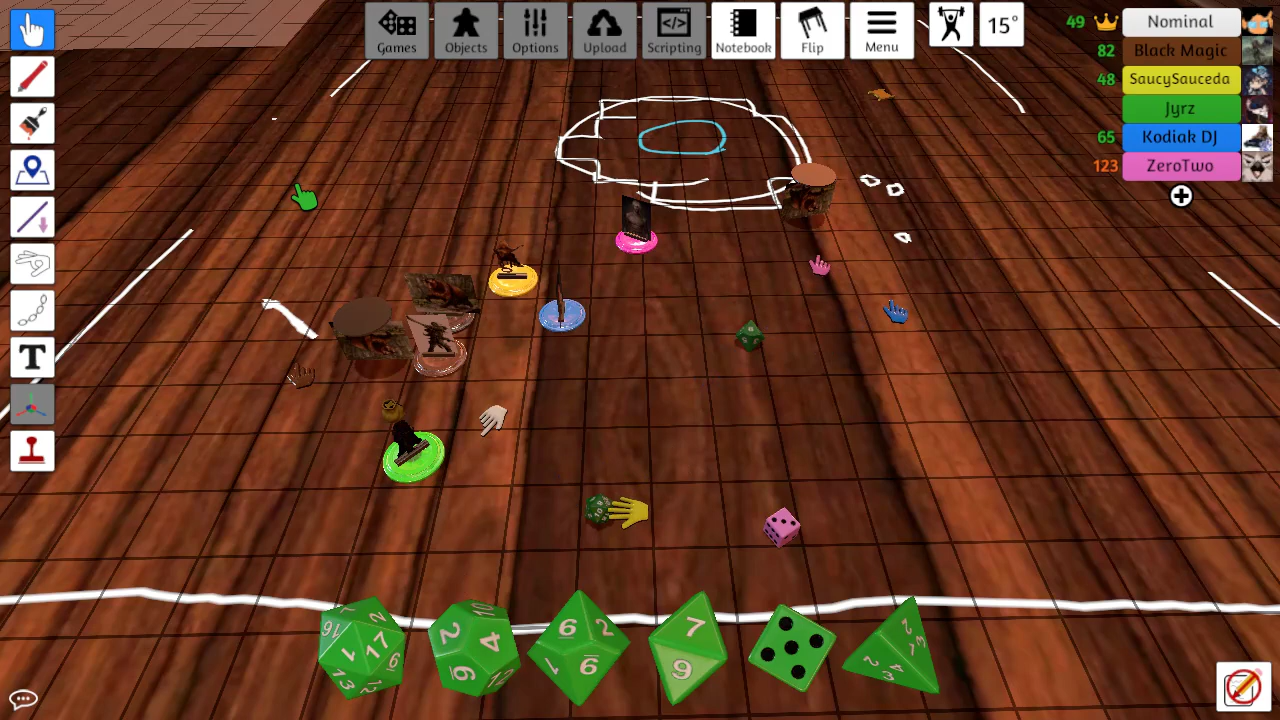 Games
Objects
Options
Upload
Scripting
Notebook
Flip
Menu
15°
49 Nominal
82 Black Magic
48 SaucySauceda
Jyrz
65 Kodiak DJ
123 ZeroTwo
T